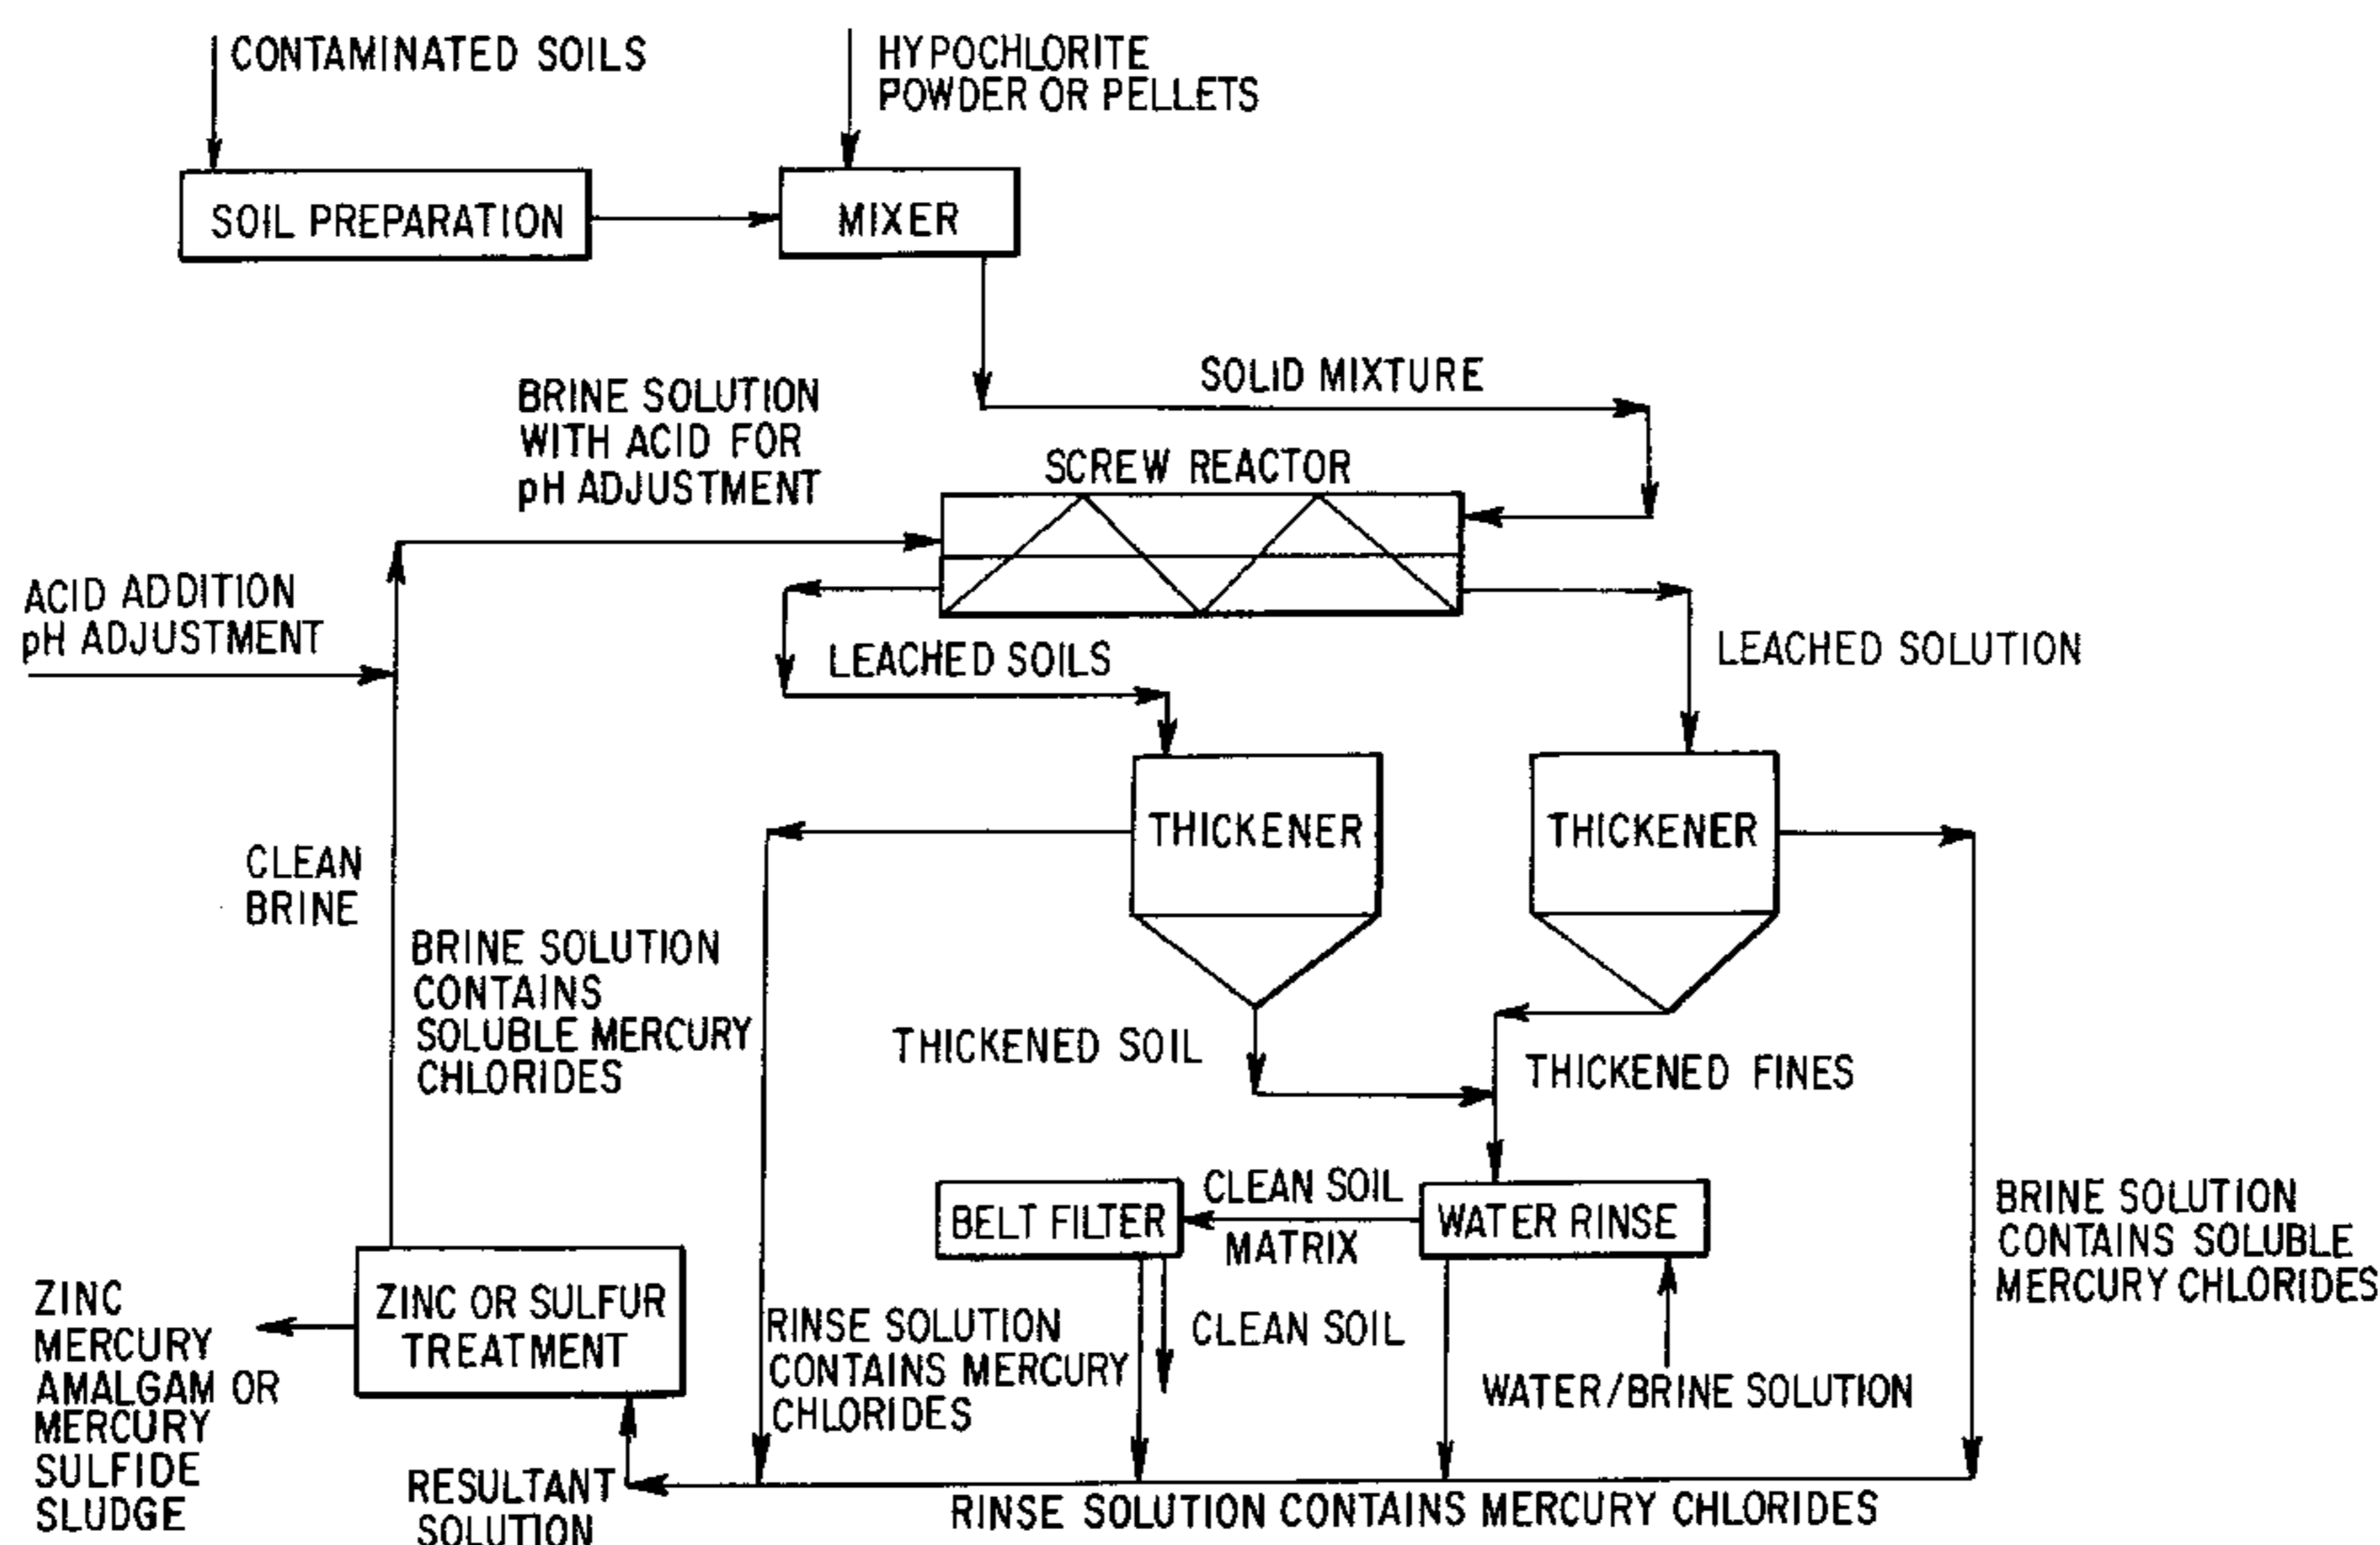 CONTAMINATED SOILS
HYPOCHLORITE
POWDER OR PELLETS
SOIL PREPARATION
MIXER
SOLID MIXTURE
BRINE SOLUTION
WITH ACID FOR
pH ADJUSTMENT
SCREW REACTOR
ACID ADDITION
pH ADJUSTMENT
LEACHED SOILS
LEACHED SOLUTION
THICKENER
THICKENER
CLEAN
BRINE
BRINE SOLUTION
CONTAINS
SOLUBLE MERCURY
CHLORIDES
THICKENED SOIL
THICKENED FINES
BELT FILTER
CLEAN SOIL
MATRIX
WATER RINSE
BRINE SOLUTION
CONTAINS SOLUBLE
MERCURY CHLORIDES
ZINC
MERCURY
AMALGAM OR
MERCURY
SULFIDE
SLUDGE
ZINC OR SULFUR
TREATMENT
RINSE SOLUTION
CONTAINS MERCURY
CHLORIDES
CLEAN SOIL
WATER/BRINE SOLUTION
RESULTANT
SOLUTION
RINSE SOLUTION CONTAINS MERCURY CHLORIDES